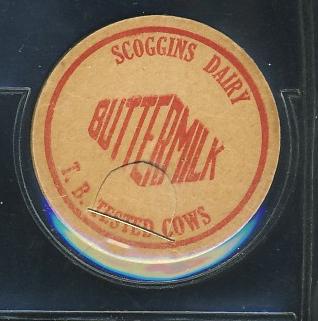 SCOGGINS DAIRY
BUTTERMILK
T. B. TESTED COWS